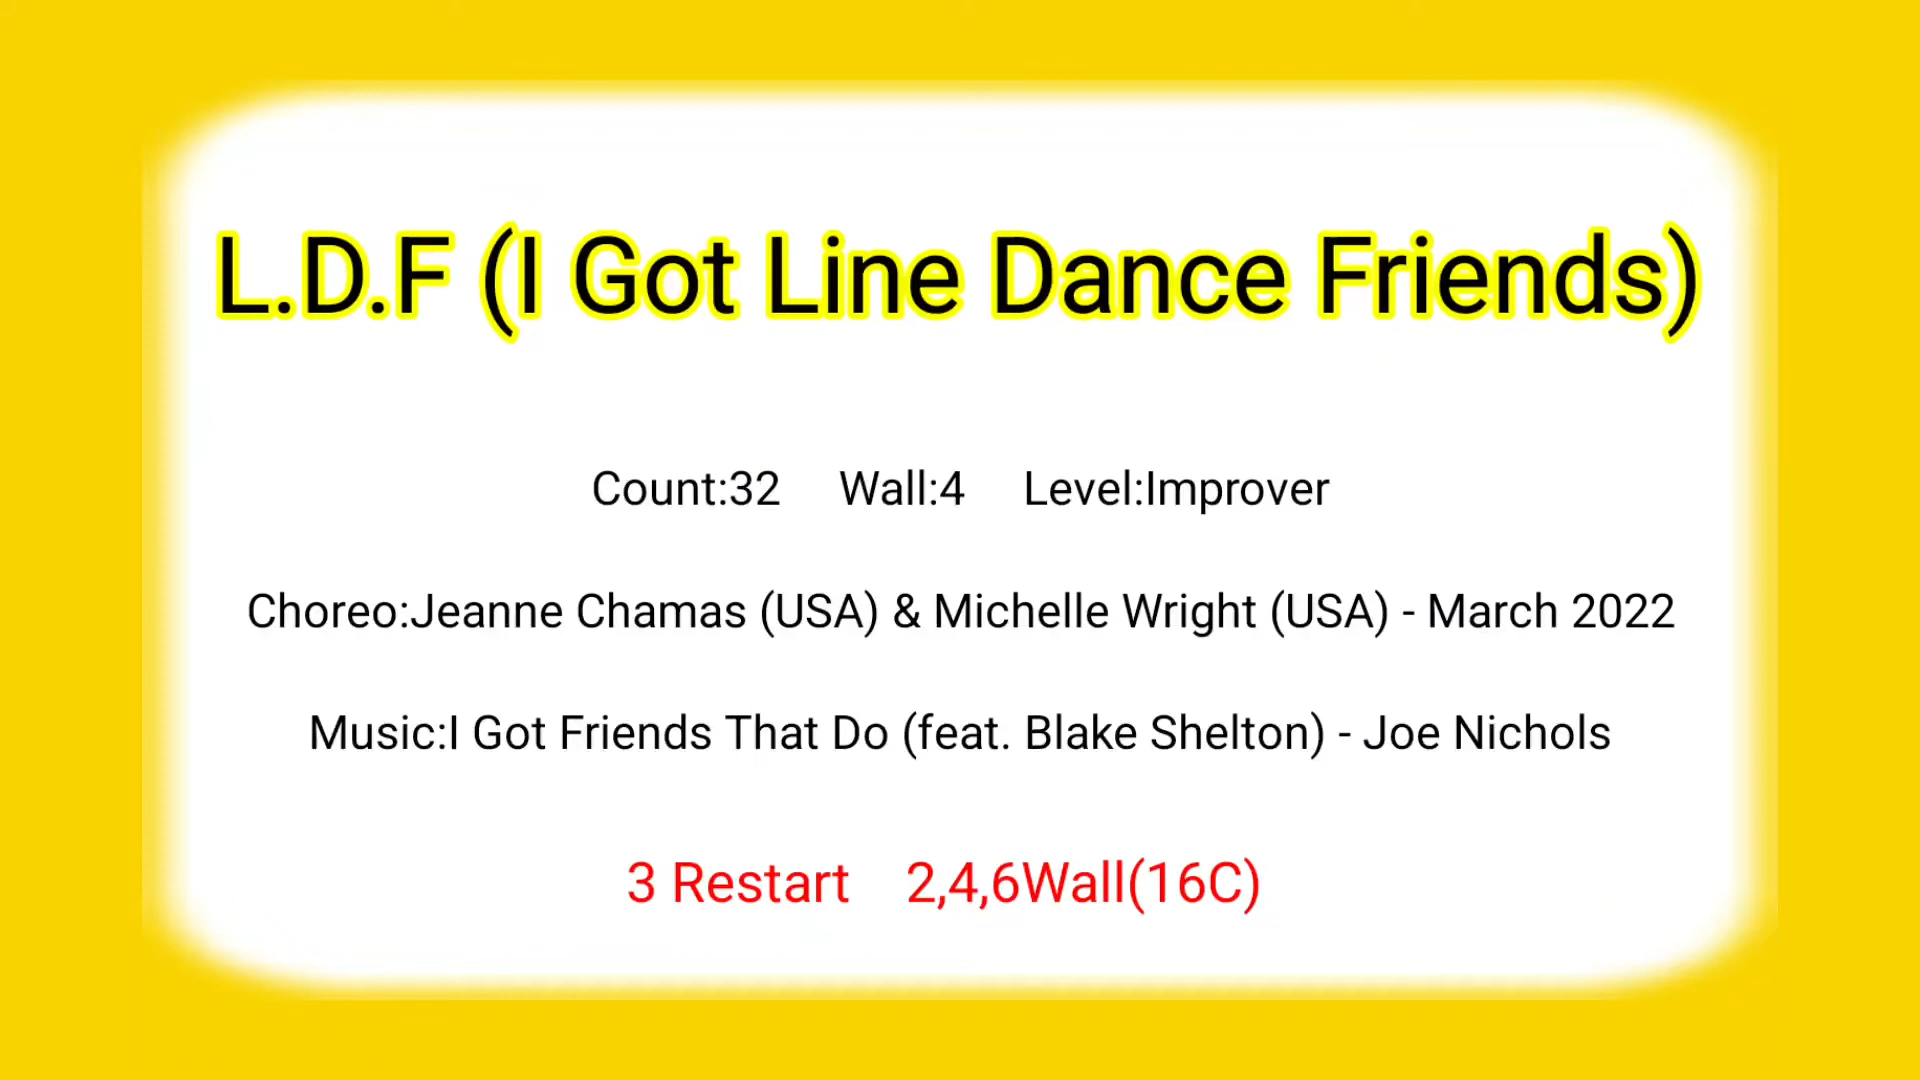 L.D.F (I Got Line Dance Friends)
Count:32 Wall:4 Level:Improver
Choreo:Jeanne Chamas (USA) & Michelle Wright (USA) - March 2022
Music:I Got Friends That Do (feat. Blake Shelton) - Joe Nichols
3 Restart 2,4,6Wall(16C)